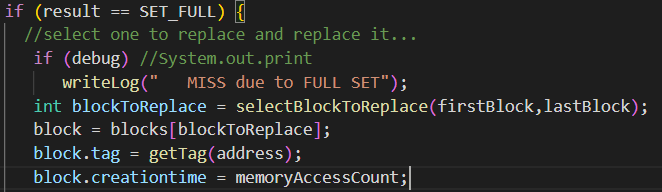 if (result == SET_FULL) {
  //select one to replace and replace it...
   if (debug) //System.out.print
      writeLog("   MISS due to FULL SET");
   int blockToReplace = selectBlockToReplace(firstBlock,lastBlock);
   block = blocks[blockToReplace];
   block.tag = getTag(address);
   block.creationtime = memoryAccessCount;